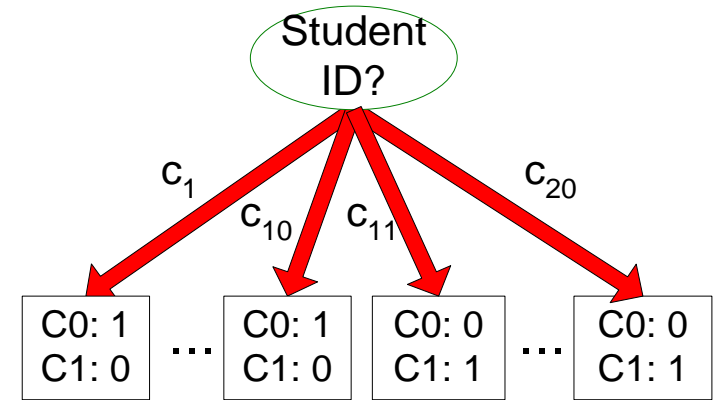 Student
ID?
c1
c10
c11
c20
C0: 1
C1: 0
...
C0: 1
C1: 0
C0: 0
C1: 1
...
C0: 0
C1: 1